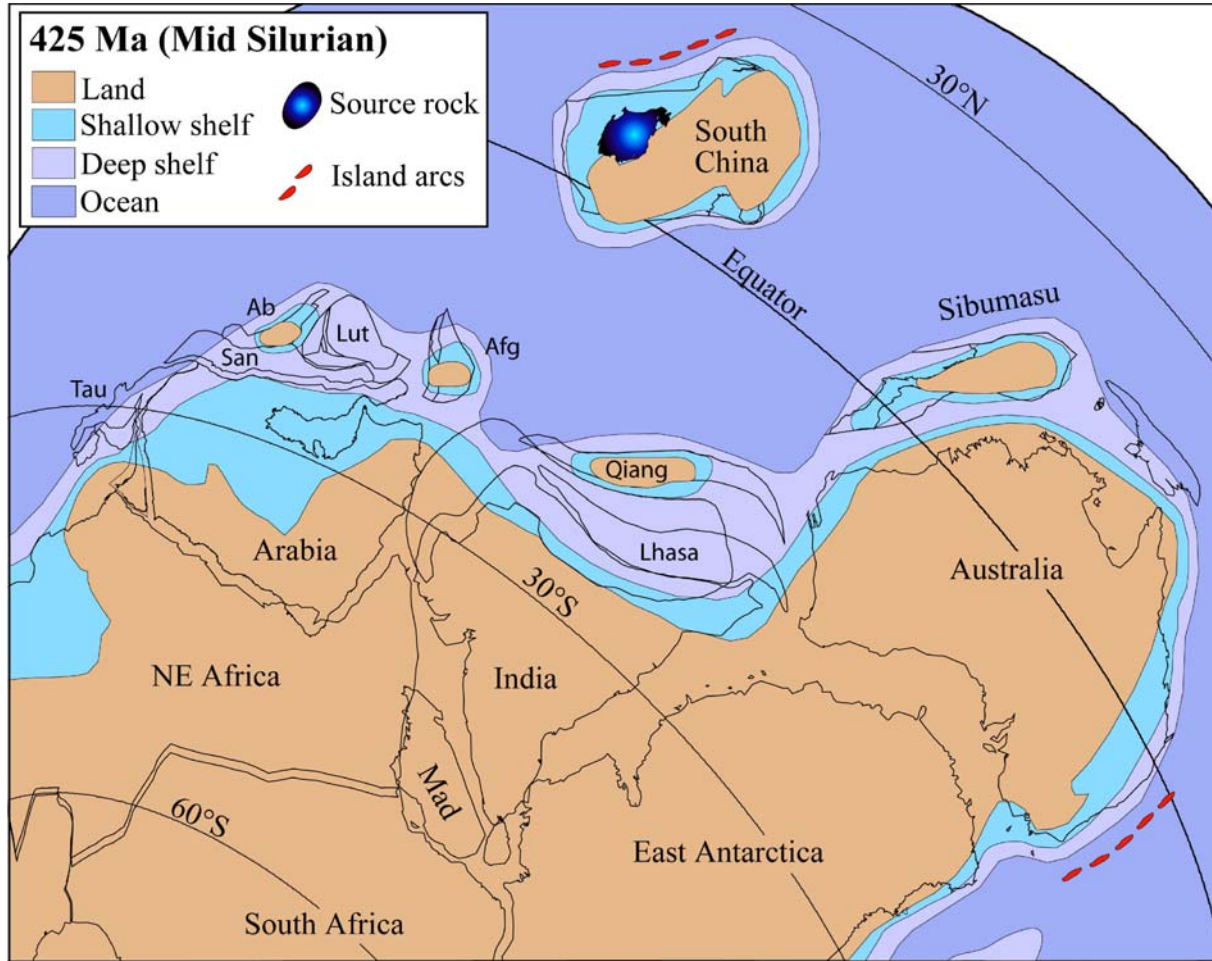 425 Ma (Mid Silurian)
Land
Shallow shelf
Deep shelf
Ocean
Source rock
Island arcs
30°N
South
China
Equator
Sibumasu
Ab
Lut
San
Afg
Tau
Qiang
Lhasa
Arabia
30°S
Australia
NE Africa
India
Mad
60°S
East Antarctica
South Africa